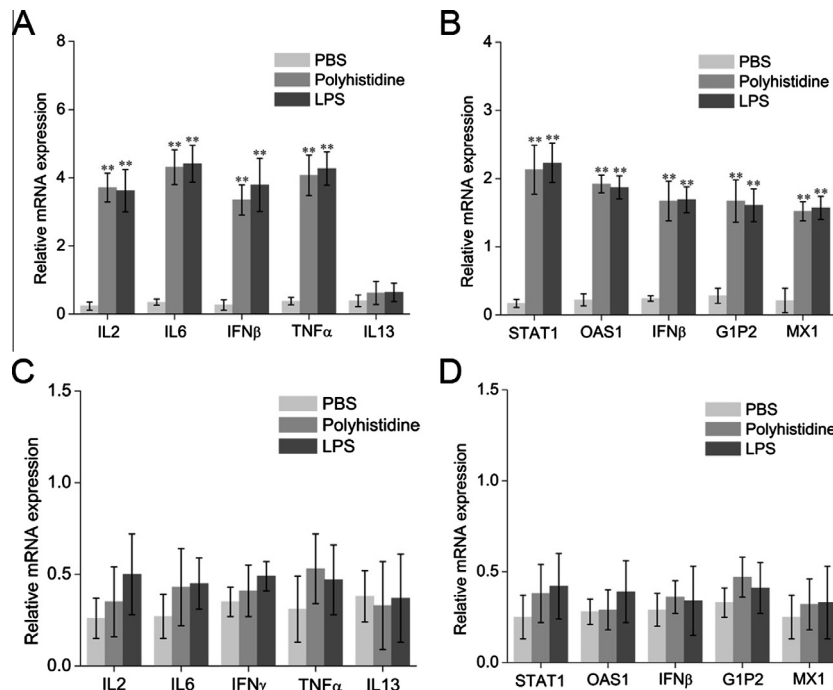 A
Relative mRNA expression
8
6
4
2
0
PBS
Polyhistidine
LPS
** ** ** ** ** ** ** **
IL2 IL6 IFNβ TNFα IL13
B
Relative mRNA expression
4
3
2
1
0
PBS
Polyhistidine
LPS
** ** ** ** ** ** ** ** ** **
STAT1 OAS1 IFNβ G1P2 MX1
C
Relative mRNA expression
1.5
1.0
0.5
0.0
PBS
Polyhistidine
LPS
IL2 IL6 IFNγ TNFα IL13
D
Relative mRNA expression
1.5
1.0
0.5
0.0
PBS
Polyhistidine
LPS
STAT1 OAS1 IFNβ G1P2 MX1